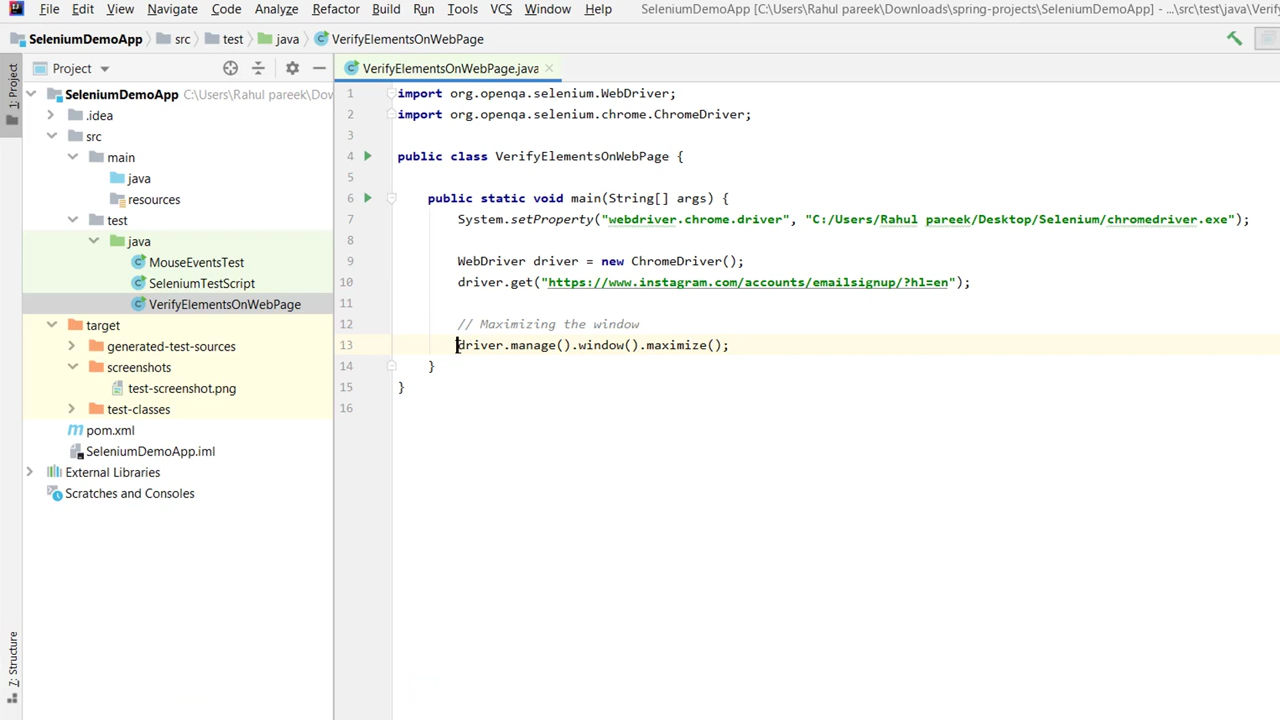 File Edit View Navigate Code Analyze Refactor Build Run Tools VCS Window Help SeleniumDemoApp [C:\Users\Rahul pareek\Downloads\spring-projects\SeleniumDemoApp] - ...\src\test\java\Verify
SeleniumDemoApp src test java VerifyElementsOnWebPage
1: Project
Project
VerifyElementsOnWebPage.java
SeleniumDemoApp C:\Users\Rahul pareek\Dow
.idea
src
main
java
resources
test
java
MouseEventsTest
SeleniumTestScript
VerifyElementsOnWebPage
target
generated-test-sources
screenshots
test-screenshot.png
test-classes
pom.xml
SeleniumDemoApp.iml
External Libraries
Scratches and Consoles
7: Structure
1 import org.openqa.selenium.WebDriver;
2 import org.openqa.selenium.chrome.ChromeDriver;
3
4 public class VerifyElementsOnWebPage {
5
6 public static void main(String[] args) {
7 System.setProperty("webdriver.chrome.driver", "C:/Users/Rahul pareek/Desktop/Selenium/chromedriver.exe");
8
9 WebDriver driver = new ChromeDriver();
10 driver.get("https://www.instagram.com/accounts/emailsignup/?hl=en");
11
12 // Maximizing the window
13 driver.manage().window().maximize();
14 }
15 }
16